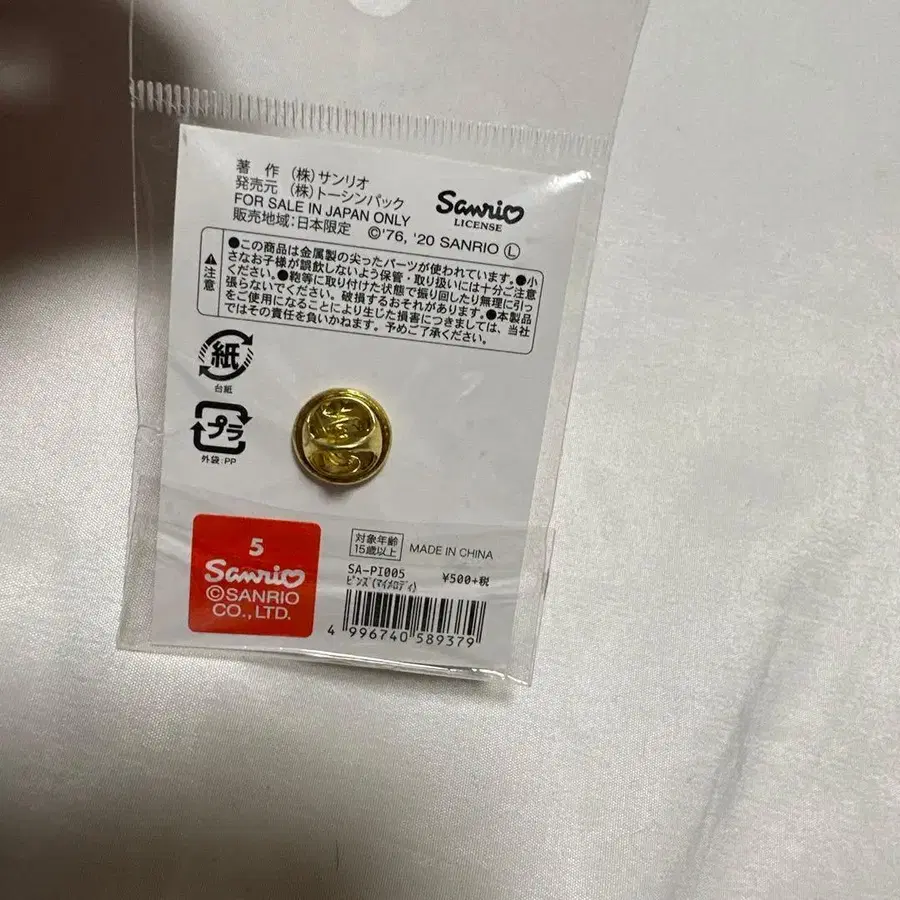 著 作 (株)サンリオ
発売元 (株)トーシンパック
FOR SALE IN JAPAN ONLY
販売地域:日本限定 ©'76, '20 SANRIO Ⓛ
Sanrio
LICENSE
注意
●この商品は金属製の尖ったパーツが使われています。●小
さなお子様が誤飲しないよう保管・取り扱いには十分ご注意
ください。●鞄等に取り付けた状態で振り回したり無理に引っ
張らないでください。破損するおそれがあります。●本製品
をご使用になることにより生じた損害につきましては、当社
ではその責任を負いかねます。予めご了承ください。
紙
台紙
プラ
外袋:PP
5
Sanrio
©SANRIO
CO., LTD.
対象年齢
15歳以上
MADE IN CHINA
SA-PI005 ¥500+税
ピンズ(マイメロディ)
4 996740 589379